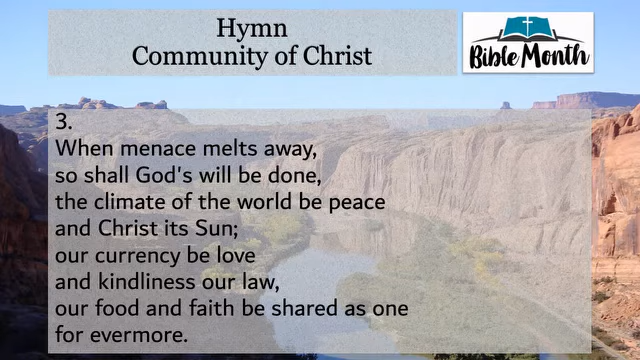 Hymn
Community of Christ
Bible Month
3.
When menace melts away,
so shall God's will be done,
the climate of the world be peace
and Christ its Sun;
our currency be love
and kindliness our law,
our food and faith be shared as one
for evermore.